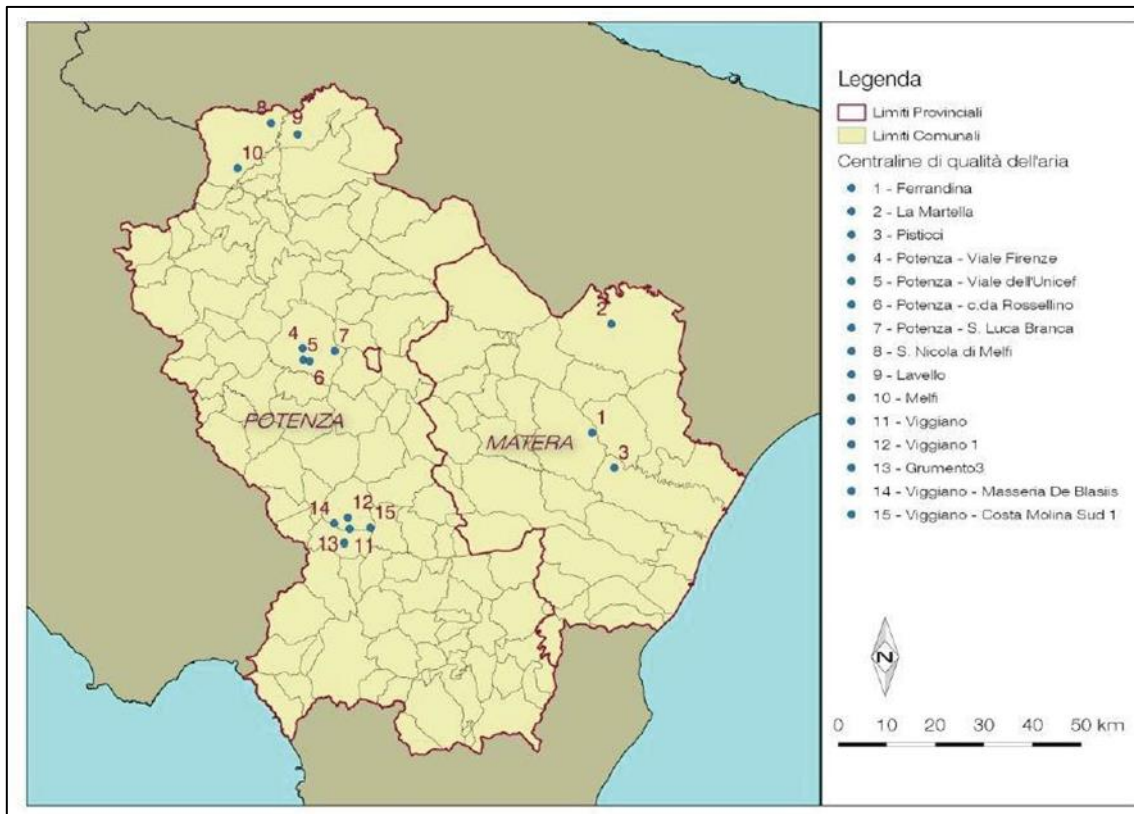 8
9
10
2
4
5
7
6
POTENZA
1
MATERA
3
12
14
15
13
11
Legenda
Limiti Provinciali
Limiti Comunali
Centraline di qualità dell'aria
1 - Ferrandina
2 - La Martella
3 - Pisticci
4 - Potenza - Viale Firenze
5 - Potenza - Viale dell'Unicef
6 - Potenza - c.da Rossellino
7 - Potenza - S. Luca Branca
8 - S. Nicola di Melfi
9 - Lavello
10 - Melfi
11 - Viggiano
12 - Viggiano 1
13 - Grumento3
14 - Viggiano - Masseria De Blasiis
15 - Viggiano - Costa Molina Sud 1
N
0 10 20 30 40 50 km